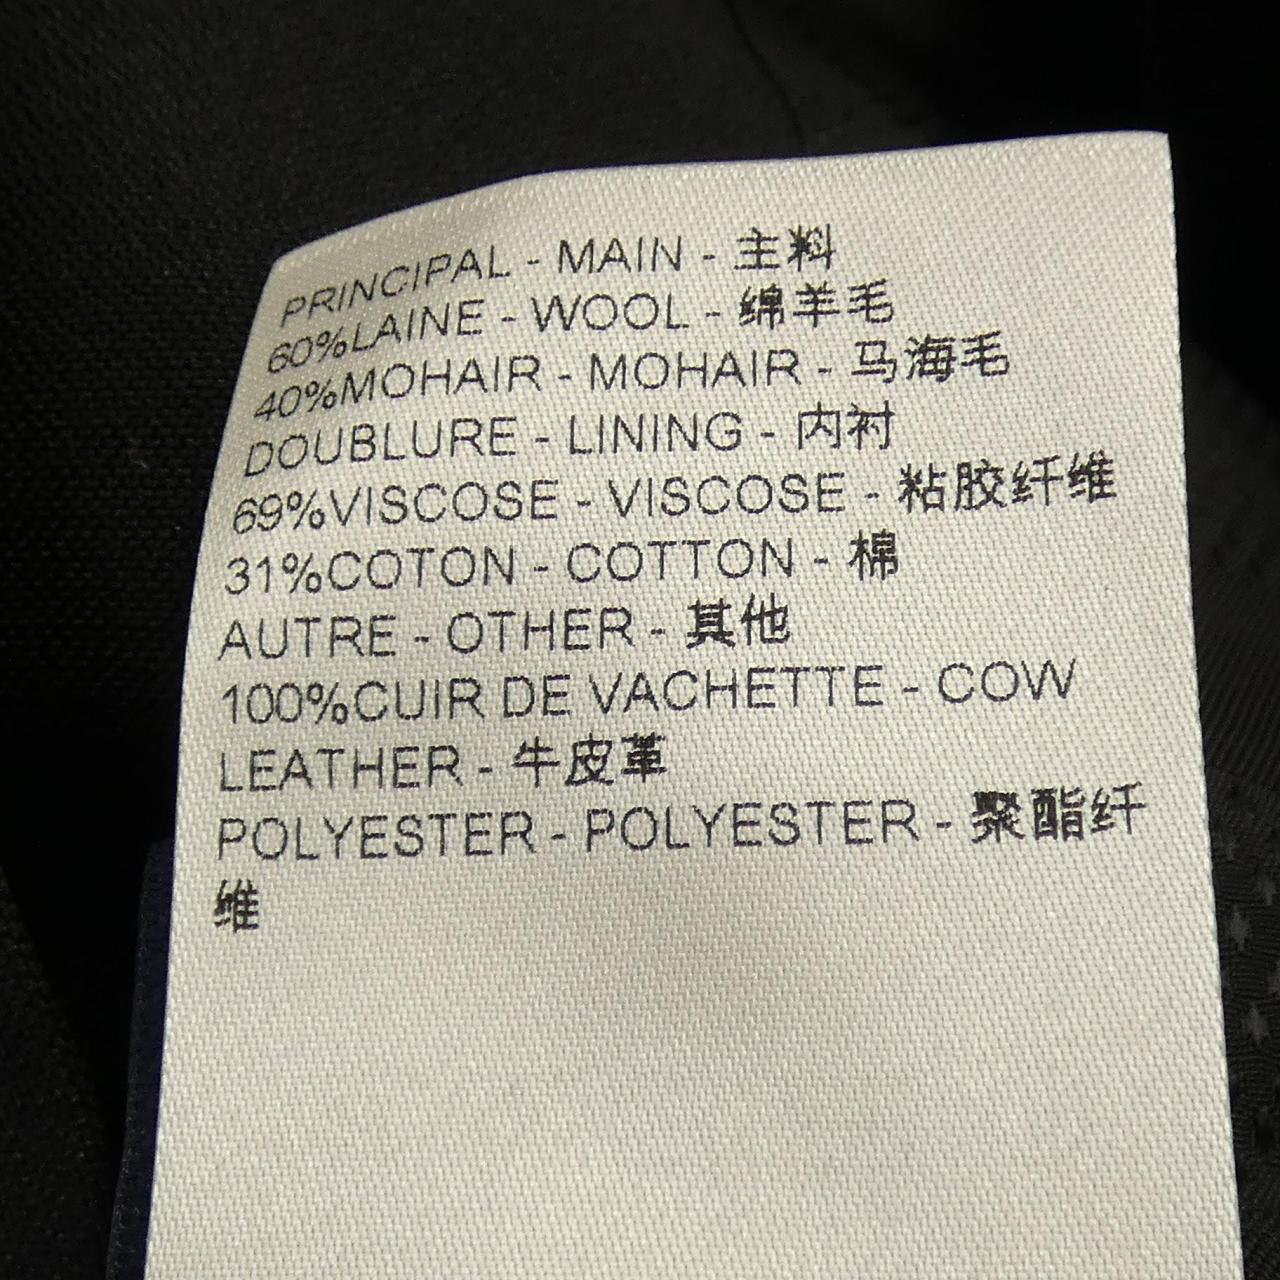 PRINCIPAL - MAIN - 主料
60%LAINE - WOOL - 绵羊毛
40%MOHAIR - MOHAIR - 马海毛
DOUBLURE - LINING - 内衬
69%VISCOSE - VISCOSE - 粘胶纤维
31%COTON - COTTON - 棉
AUTRE - OTHER - 其他
100%CUIR DE VACHETTE - COW
LEATHER - 牛皮革
POLYESTER - POLYESTER - 聚酯纤
维